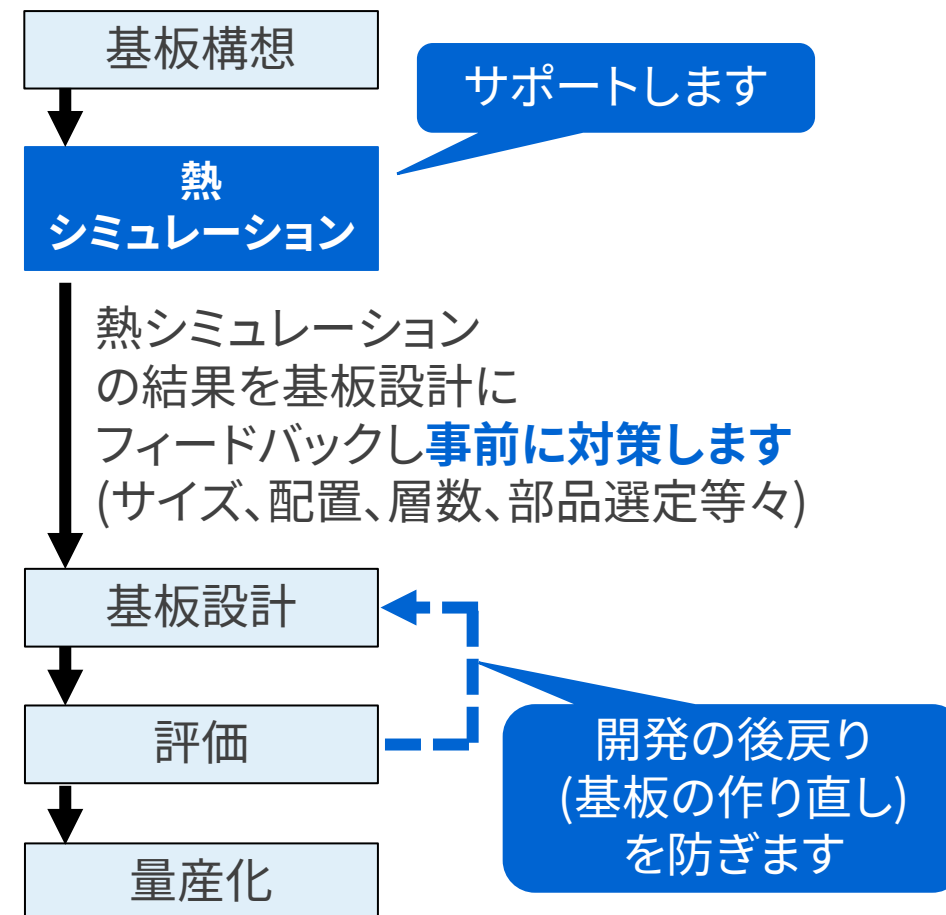 基板構想
サポートします
熱
シミュレーション
熱シミュレーション
の結果を基板設計に
フィードバックし事前に対策します
(サイズ、配置、層数、部品選定等々)
基板設計
評価
開発の後戻り
(基板の作り直し)
を防ぎます
量産化